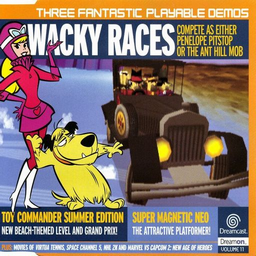 THREE FANTASTIC PLAYABLE DEMOS
WACKY RACES
COMPETE AS EITHER
PENELOPE PITSTOP
OR THE ANT HILL MOB
TOY COMMANDER SUMMER EDITION
NEW BEACH-THEMED LEVEL AND GRAND PRIX!
SUPER MAGNETIC NEO
THE ATTRACTIVE PLATFORMER!
PLUS: MOVIES OF VIRTUA TENNIS, SPACE CHANNEL 5, NHL 2K AND MARVEL VS CAPCOM 2: NEW AGE OF HEROES
Dreamcast
Dreamon
VOLUME 11